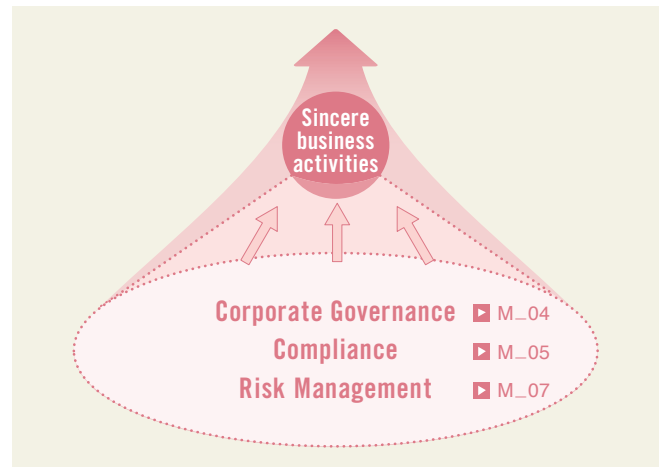 Sincere
business
activities
Corporate Governance M_04
Compliance M_05
Risk Management M_07